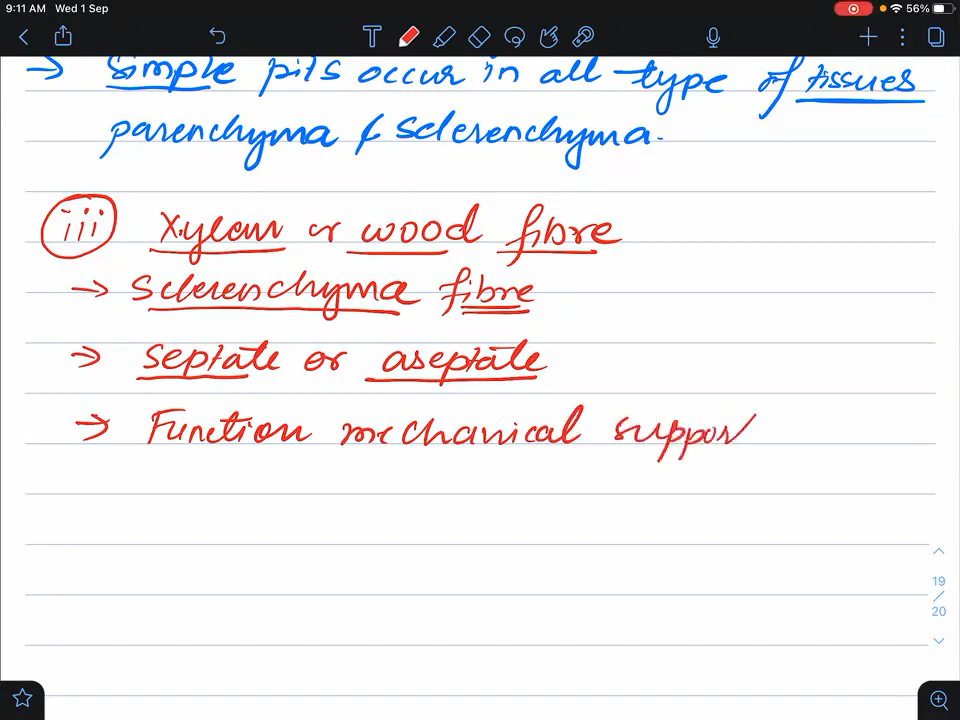 9:11 AM Wed 1 Sep 56%
T
→ Simple pits occur in all type of tissues
parenchyma & sclerenchyma.
iii Xylem or wood fibre
→ Sclerenchyma fibre
→ septate or aseptate
→ Function mechanical suppor
19
/
20